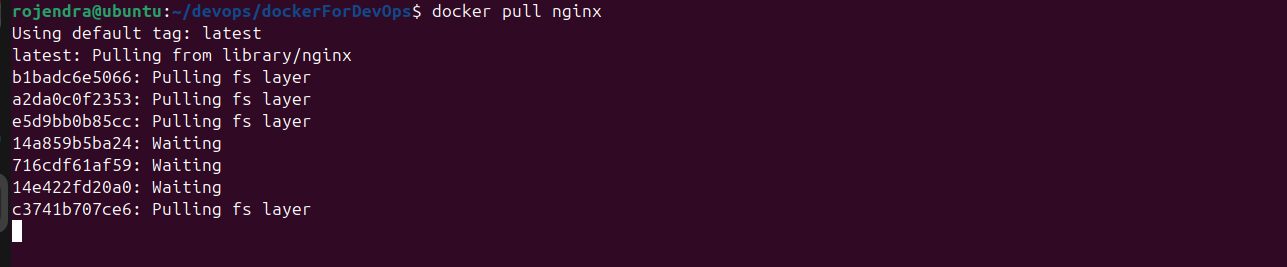 rojendra@ubuntu:~/devops/dockerForDevOps$ docker pull nginx
Using default tag: latest
latest: Pulling from library/nginx
b1badc6e5066: Pulling fs layer
a2da0c0f2353: Pulling fs layer
e5d9bb0b85cc: Pulling fs layer
14a859b5ba24: Waiting
716cdf61af59: Waiting
14e422fd20a0: Waiting
c3741b707ce6: Pulling fs layer